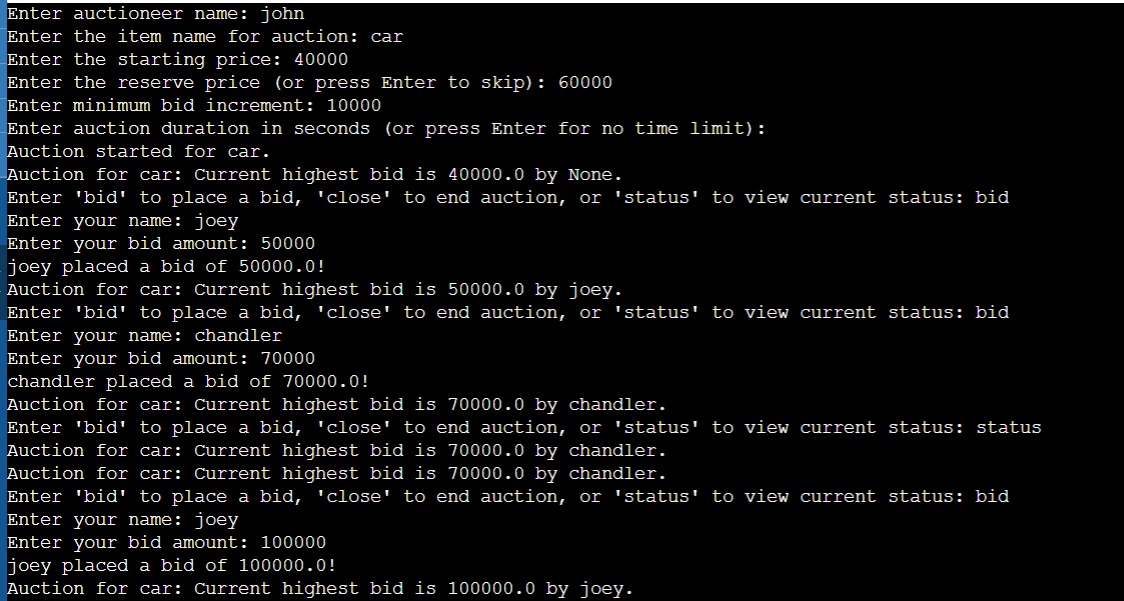 Enter auctioneer name: john
Enter the item name for auction: car
Enter the starting price: 40000
Enter the reserve price (or press Enter to skip): 60000
Enter minimum bid increment: 10000
Enter auction duration in seconds (or press Enter for no time limit):
Auction started for car.
Auction for car: Current highest bid is 40000.0 by None.
Enter 'bid' to place a bid, 'close' to end auction, or 'status' to view current status: bid
Enter your name: joey
Enter your bid amount: 50000
joey placed a bid of 50000.0!
Auction for car: Current highest bid is 50000.0 by joey.
Enter 'bid' to place a bid, 'close' to end auction, or 'status' to view current status: bid
Enter your name: chandler
Enter your bid amount: 70000
chandler placed a bid of 70000.0!
Auction for car: Current highest bid is 70000.0 by chandler.
Enter 'bid' to place a bid, 'close' to end auction, or 'status' to view current status: status
Auction for car: Current highest bid is 70000.0 by chandler.
Auction for car: Current highest bid is 70000.0 by chandler.
Enter 'bid' to place a bid, 'close' to end auction, or 'status' to view current status: bid
Enter your name: joey
Enter your bid amount: 100000
joey placed a bid of 100000.0!
Auction for car: Current highest bid is 100000.0 by joey.